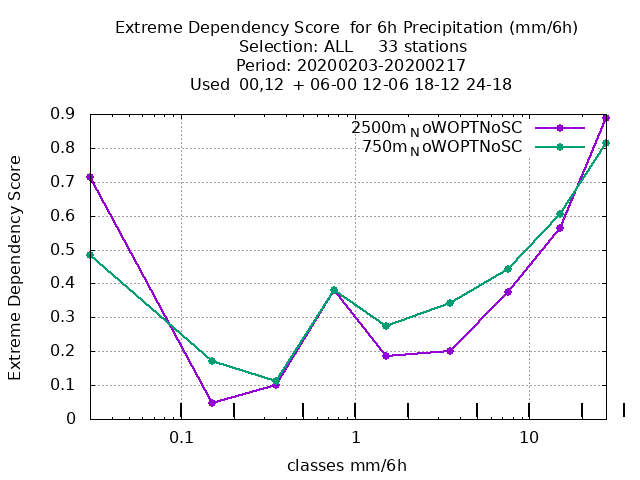 Extreme Dependency Score  for 6h Precipitation (mm/6h)
Selection: ALL     33 stations
Period: 20200203-20200217
Used  00,12  + 06-00 12-06 18-12 24-18
2500m_NoWOPTNoSC
750m_NoWOPTNoSC
Extreme Dependency Score
0.9
0.8
0.7
0.6
0.5
0.4
0.3
0.2
0.1
0
0.1 1 10
classes mm/6h